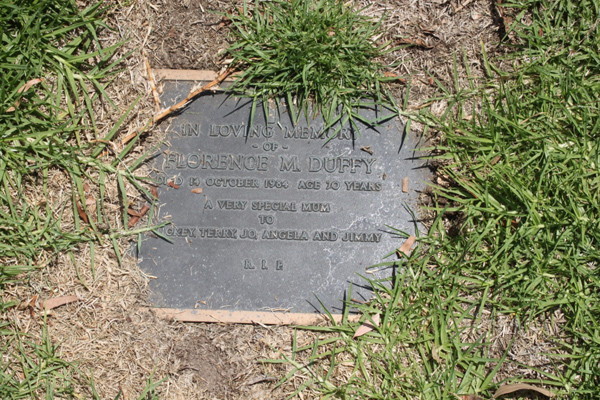 IN LOVING MEMORY
- OF -
FLORENCE M. DUFFY
14 OCTOBER 1984 AGE 70 YEARS
A VERY SPECIAL MUM
TO
TERRY, JO, ANGELA AND JIMMY
R. I. P.